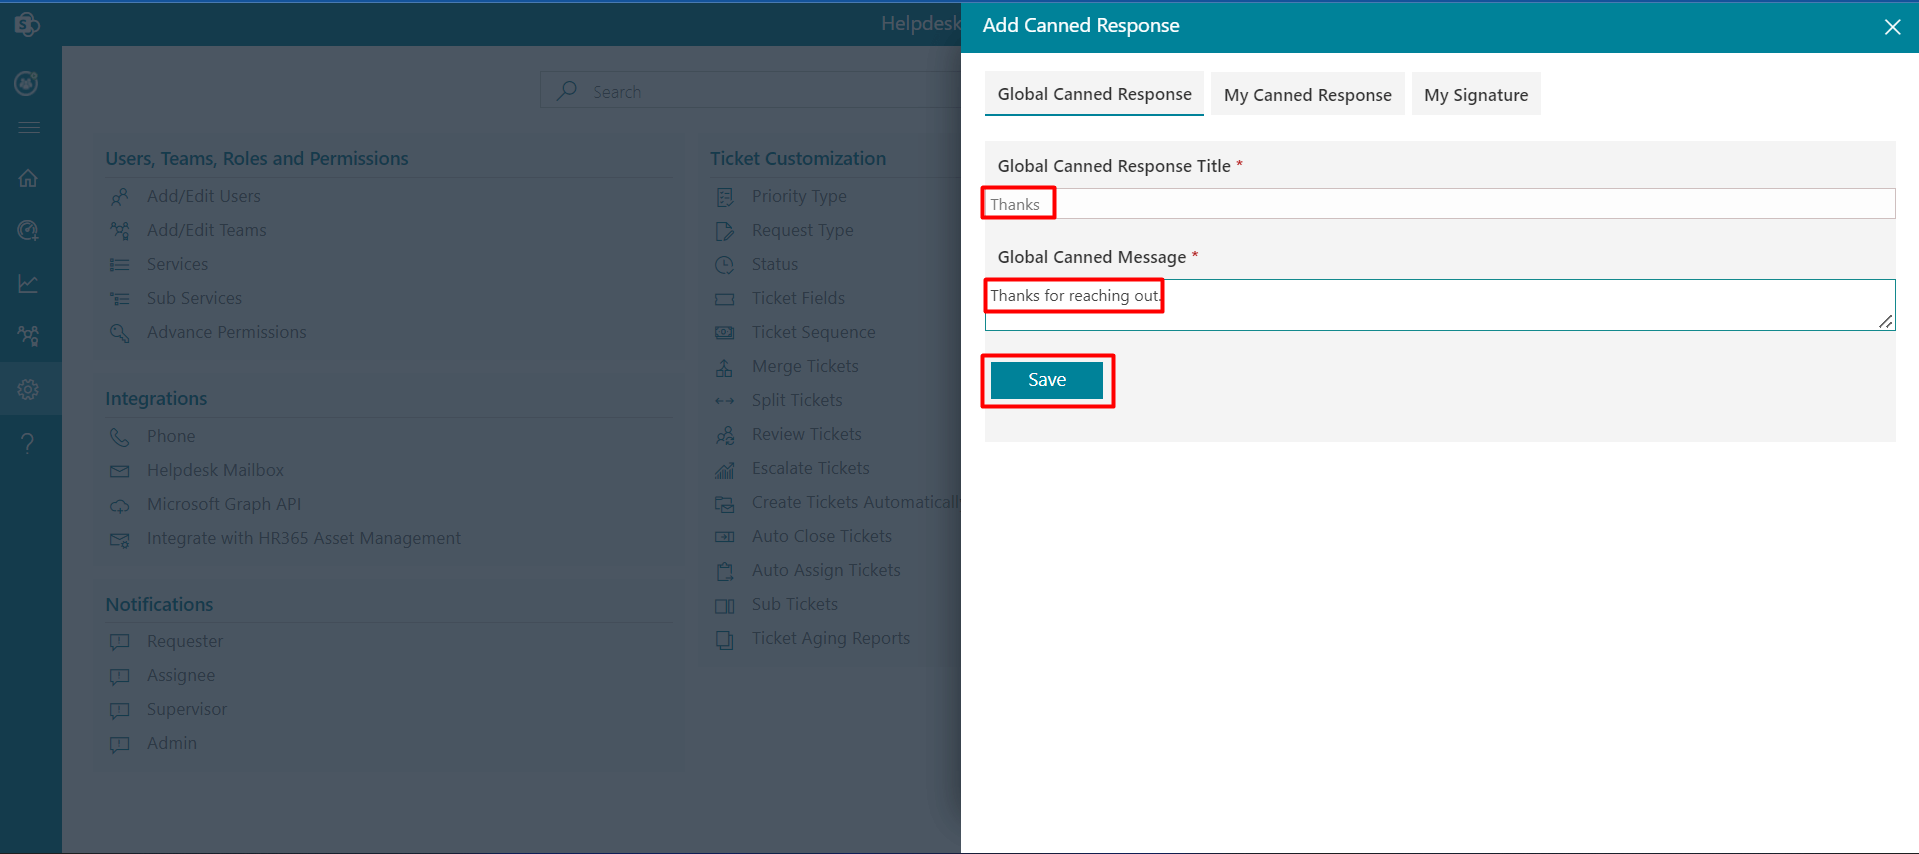 S
Helpdesk
Add Canned Response
Search
Users, Teams, Roles and Permissions
Add/Edit Users
Add/Edit Teams
Services
Sub Services
Advance Permissions
Integrations
Phone
Helpdesk Mailbox
Microsoft Graph API
Integrate with HR365 Asset Management
Notifications
Requester
Assignee
Supervisor
Admin
Ticket Customization
Priority Type
Request Type
Status
Ticket Fields
Ticket Sequence
Merge Tickets
Split Tickets
Review Tickets
Escalate Tickets
Create Tickets Automaticall
Auto Close Tickets
Auto Assign Tickets
Sub Tickets
Ticket Aging Reports
Global Canned Response
My Canned Response
My Signature
Global Canned Response Title *
Thanks
Global Canned Message *
Thanks for reaching out.
Save